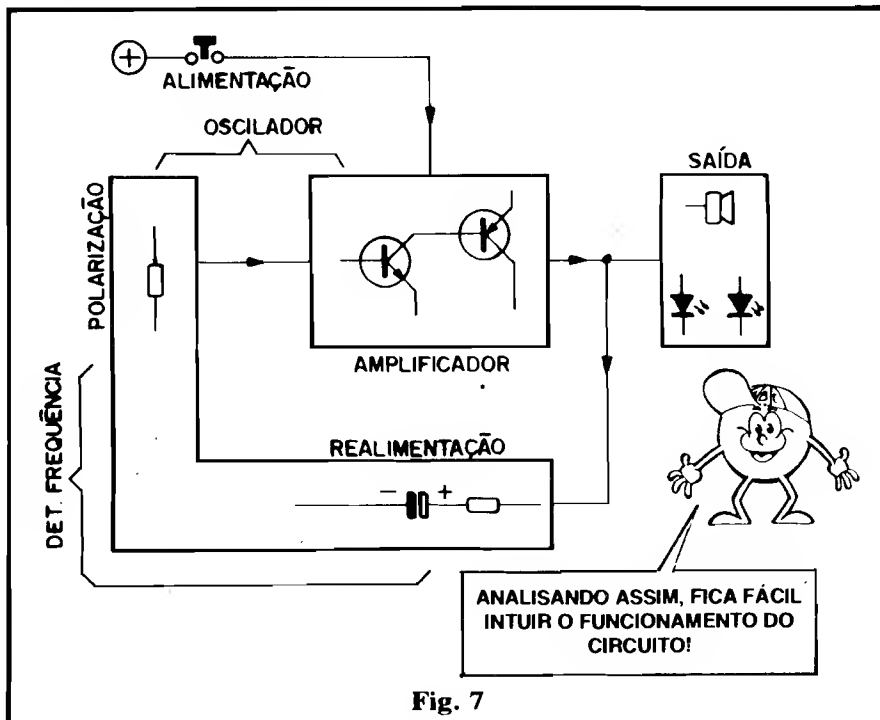 +
ALIMENTAÇÃO
OSCILADOR
SAÍDA
POLARIZAÇÃO
AMPLIFICADOR
DET. FREQUÊNCIA
REALIMENTAÇÃO
- +
ANALISANDO ASSIM, FICA FÁCIL
INTUIR O FUNCIONAMENTO DO
CIRCUITO!
Fig. 7